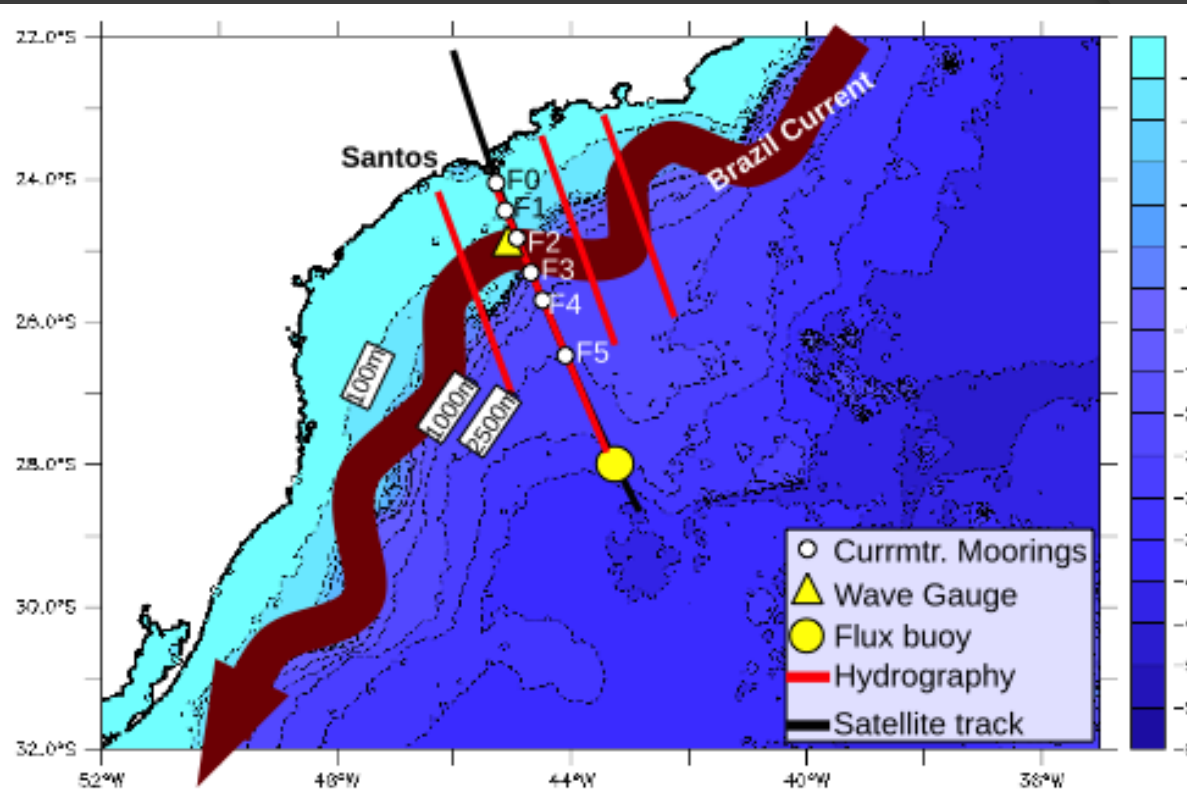 22.0°S
Brazil Current
Santos
24.0°S
F0
F1
F2
F3
F4
26.0°S
F5
100m
1000m
2500m
28.0°S
Currmtr. Moorings
Wave Gauge
30.0°S
Flux buoy
Hydrography
Satellite track
32.0°S
52°W
48°W
44°W
40°W
36°W